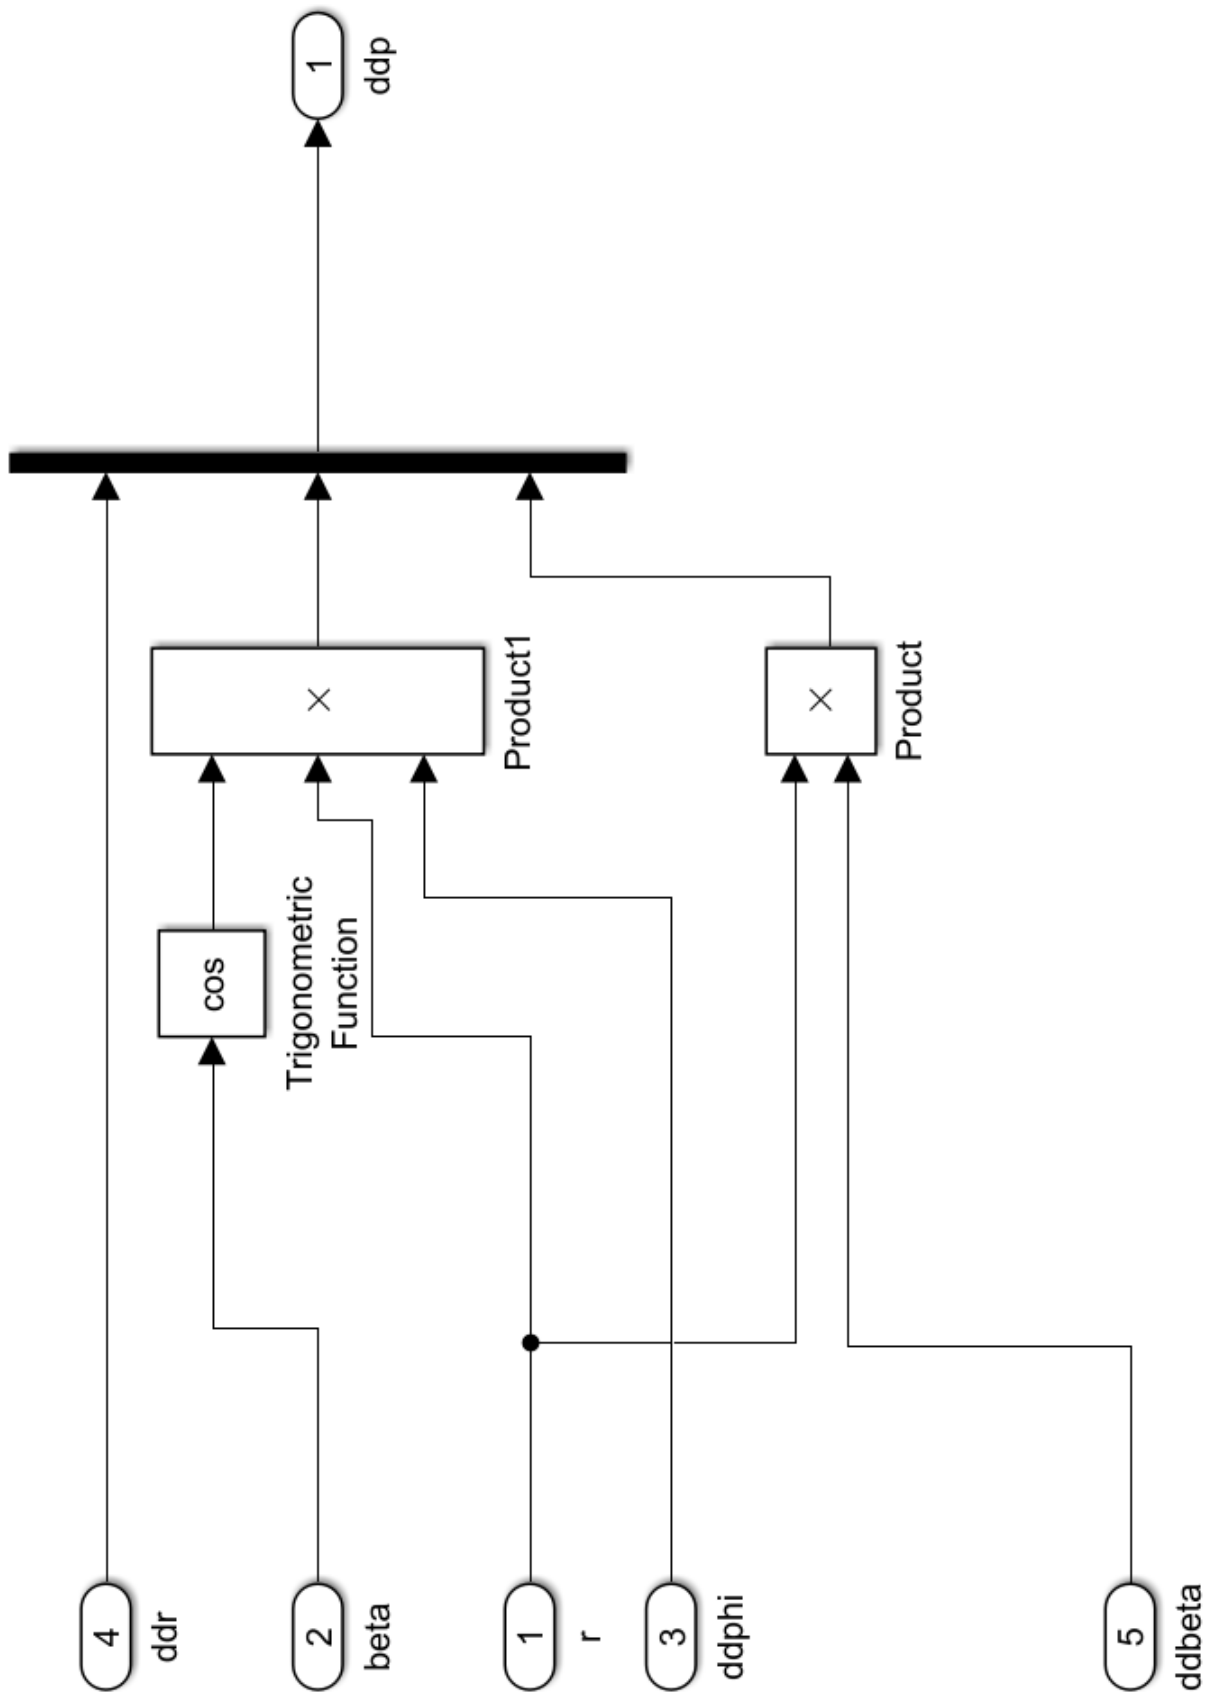 4
ddr
2
beta
1
r
3
ddphi
5
ddbeta
cos
Trigonometric
Function
×
Product1
×
Product
1
ddp